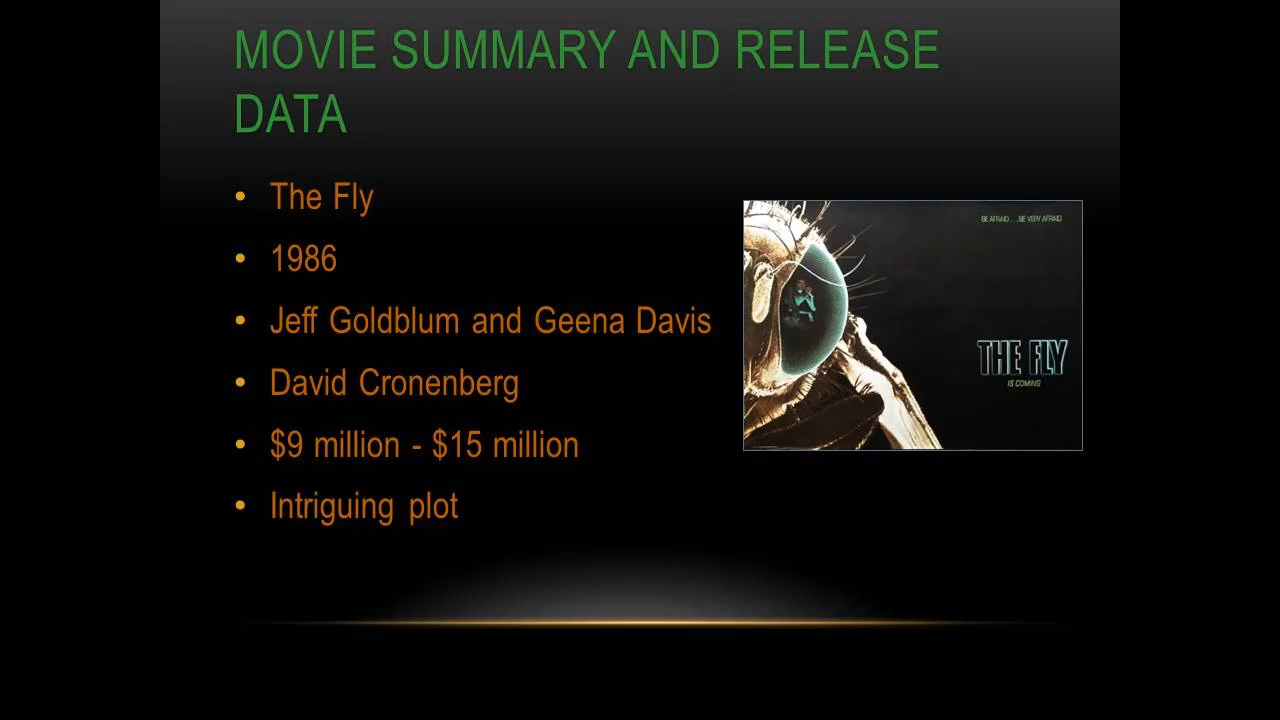 MOVIE SUMMARY AND RELEASE
DATA
• The Fly
• 1986
• Jeff Goldblum and Geena Davis
• David Cronenberg
• $9 million - $15 million
• Intriguing plot
BE AFRAID...BE VERY AFRAID
THE FLY
IS COMING